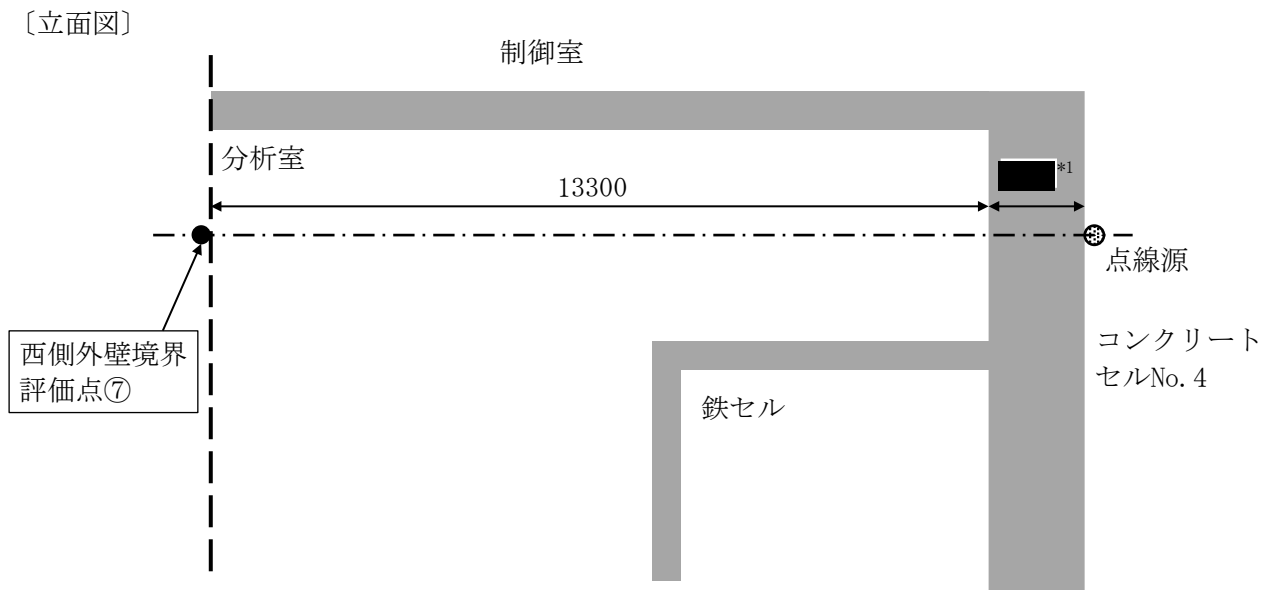 〔立面図〕
制御室
分析室
13300
*1
点線源
西側外壁境界
評価点⑦
コンクリート
セルNo.4
鉄セル